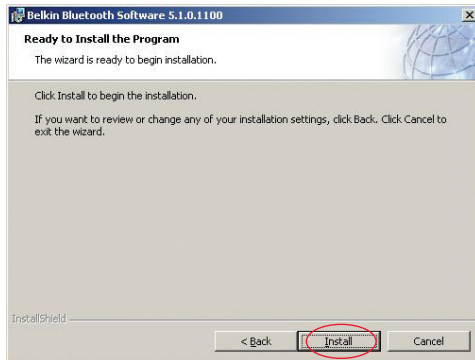 Belkin Bluetooth Software 5.1.0.1100
Ready to Install the Program
The wizard is ready to begin installation.
Click Install to begin the installation.
If you want to review or change any of your installation settings, click Back. Click Cancel to
exit the wizard.
InstallShield
< Back
Install
Cancel